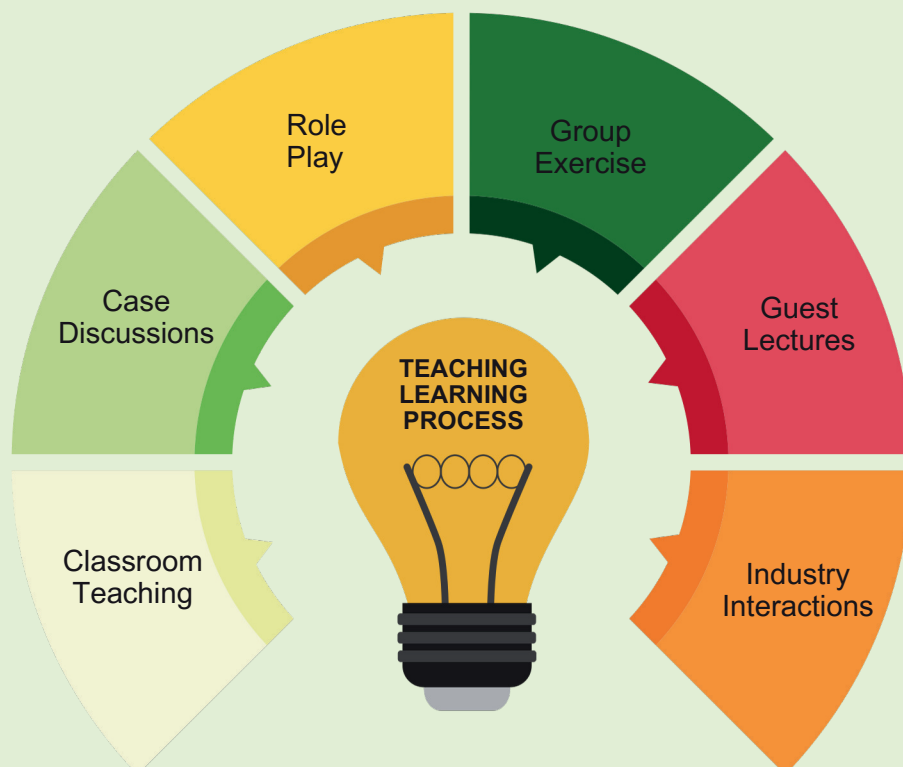 Role
Play
Group
Exercise
Case
Discussions
Guest
Lectures
TEACHING
LEARNING
PROCESS
Classroom
Teaching
Industry
Interactions